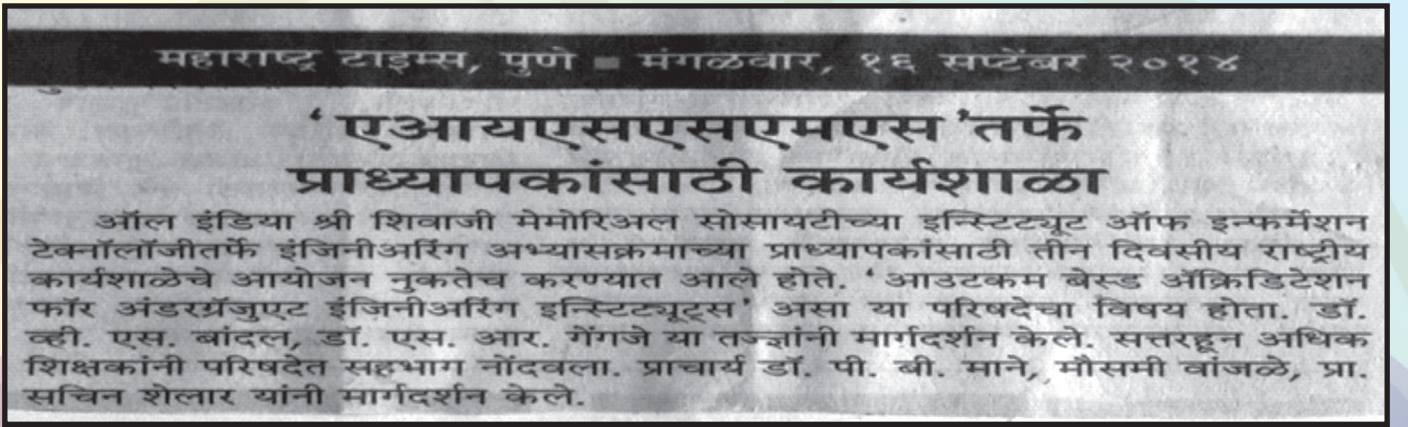 महाराष्ट्र टाइम्स, पुणे ■ मंगळवार, १६ सप्टेंबर २०१४
‘एआयएसएसएमएस’तर्फे
प्राध्यापकांसाठी कार्यशाळा
ऑल इंडिया श्री शिवाजी मेमोरिअल सोसायटीच्या इन्स्टिट्यूट ऑफ इन्फर्मेशन
टेक्नॉलॉजीतर्फे इंजिनीअरिंग अभ्यासक्रमाच्या प्राध्यापकांसाठी तीन दिवसीय राष्ट्रीय
कार्यशाळेचे आयोजन नुकतेच करण्यात आले होते. ‘आउटकम बेस्ड ॲक्रिडिटेशन
फॉर अंडरग्रॅजुएट इंजिनीअरिंग इन्स्टिट्यूट्स’ असा या परिषदेचा विषय होता. डॉ.
व्ही. एस. बांदल, डॉ. एस. आर. गेंगजे या तज्ज्ञांनी मार्गदर्शन केले. सत्तरहून अधिक
शिक्षकांनी परिषदेत सहभाग नोंदवला. प्राचार्य डॉ. पी. बी. माने, मौसमी वांजळे, प्रा.
सचिन शेलार यांनी मार्गदर्शन केले.